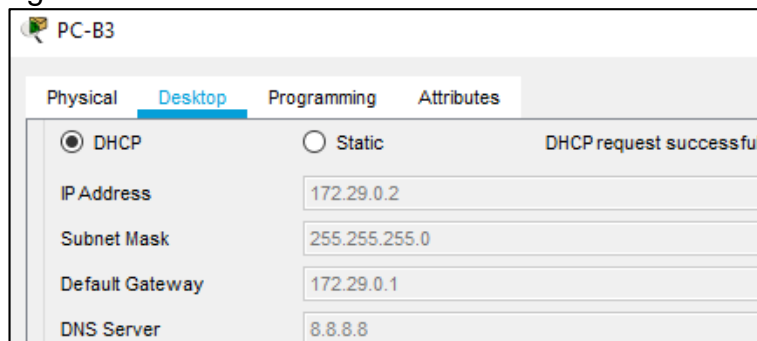 PC-B3
Physical Desktop Programming Attributes
DHCP Static DHCP request successful
IP Address 172.29.0.2
Subnet Mask 255.255.255.0
Default Gateway 172.29.0.1
DNS Server 8.8.8.8